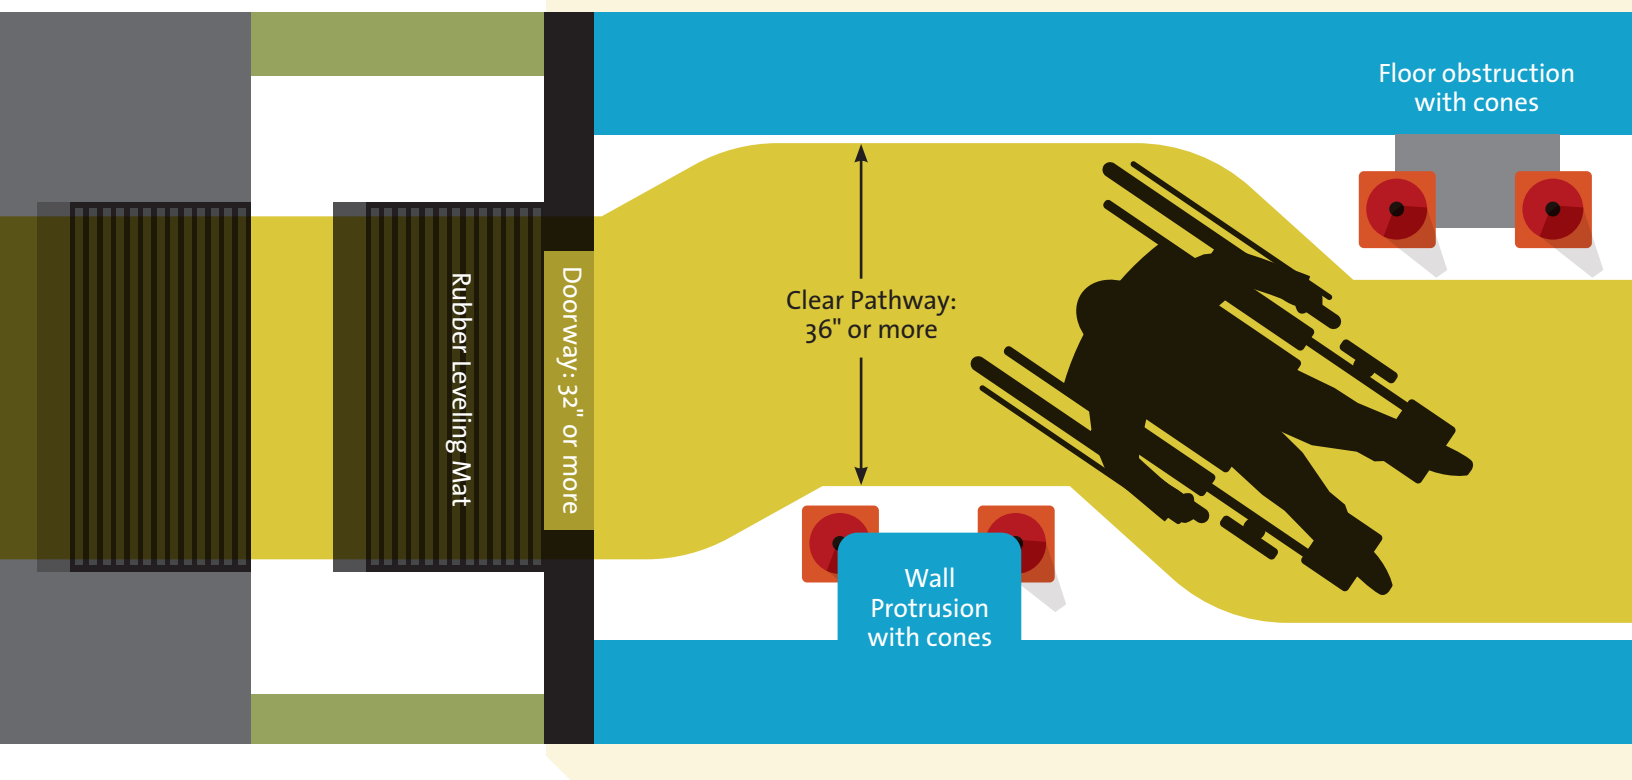 Floor obstruction
with cones
Rubber Leveling Mat
Doorway: 32" or more
Clear Pathway:
36" or more
Wall
Protrusion
with cones